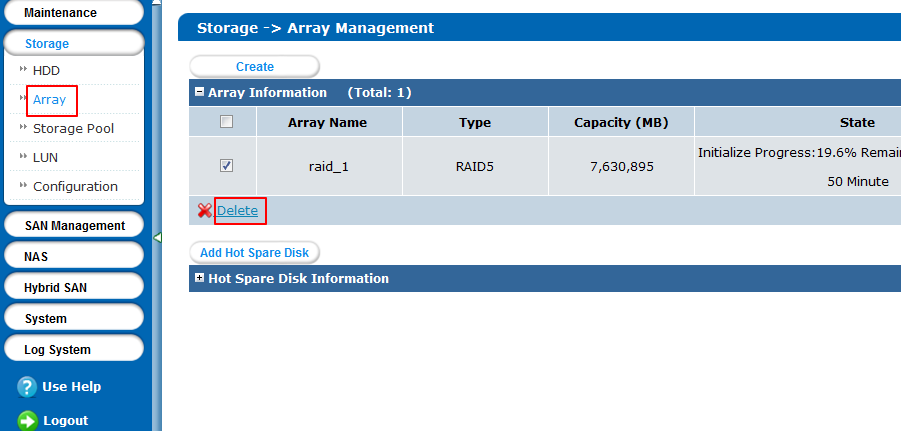 Maintenance
Storage
HDD
Array
Storage Pool
LUN
Configuration
SAN Management
NAS
Hybrid SAN
System
Log System
Use Help
Logout
Storage -> Array Management
Create
Array Information (Total: 1)
Array Name Type Capacity (MB) State
raid_1 RAID5 7,630,895 Initialize Progress:19.6% Remai
50 Minute
Delete
Add Hot Spare Disk
Hot Spare Disk Information